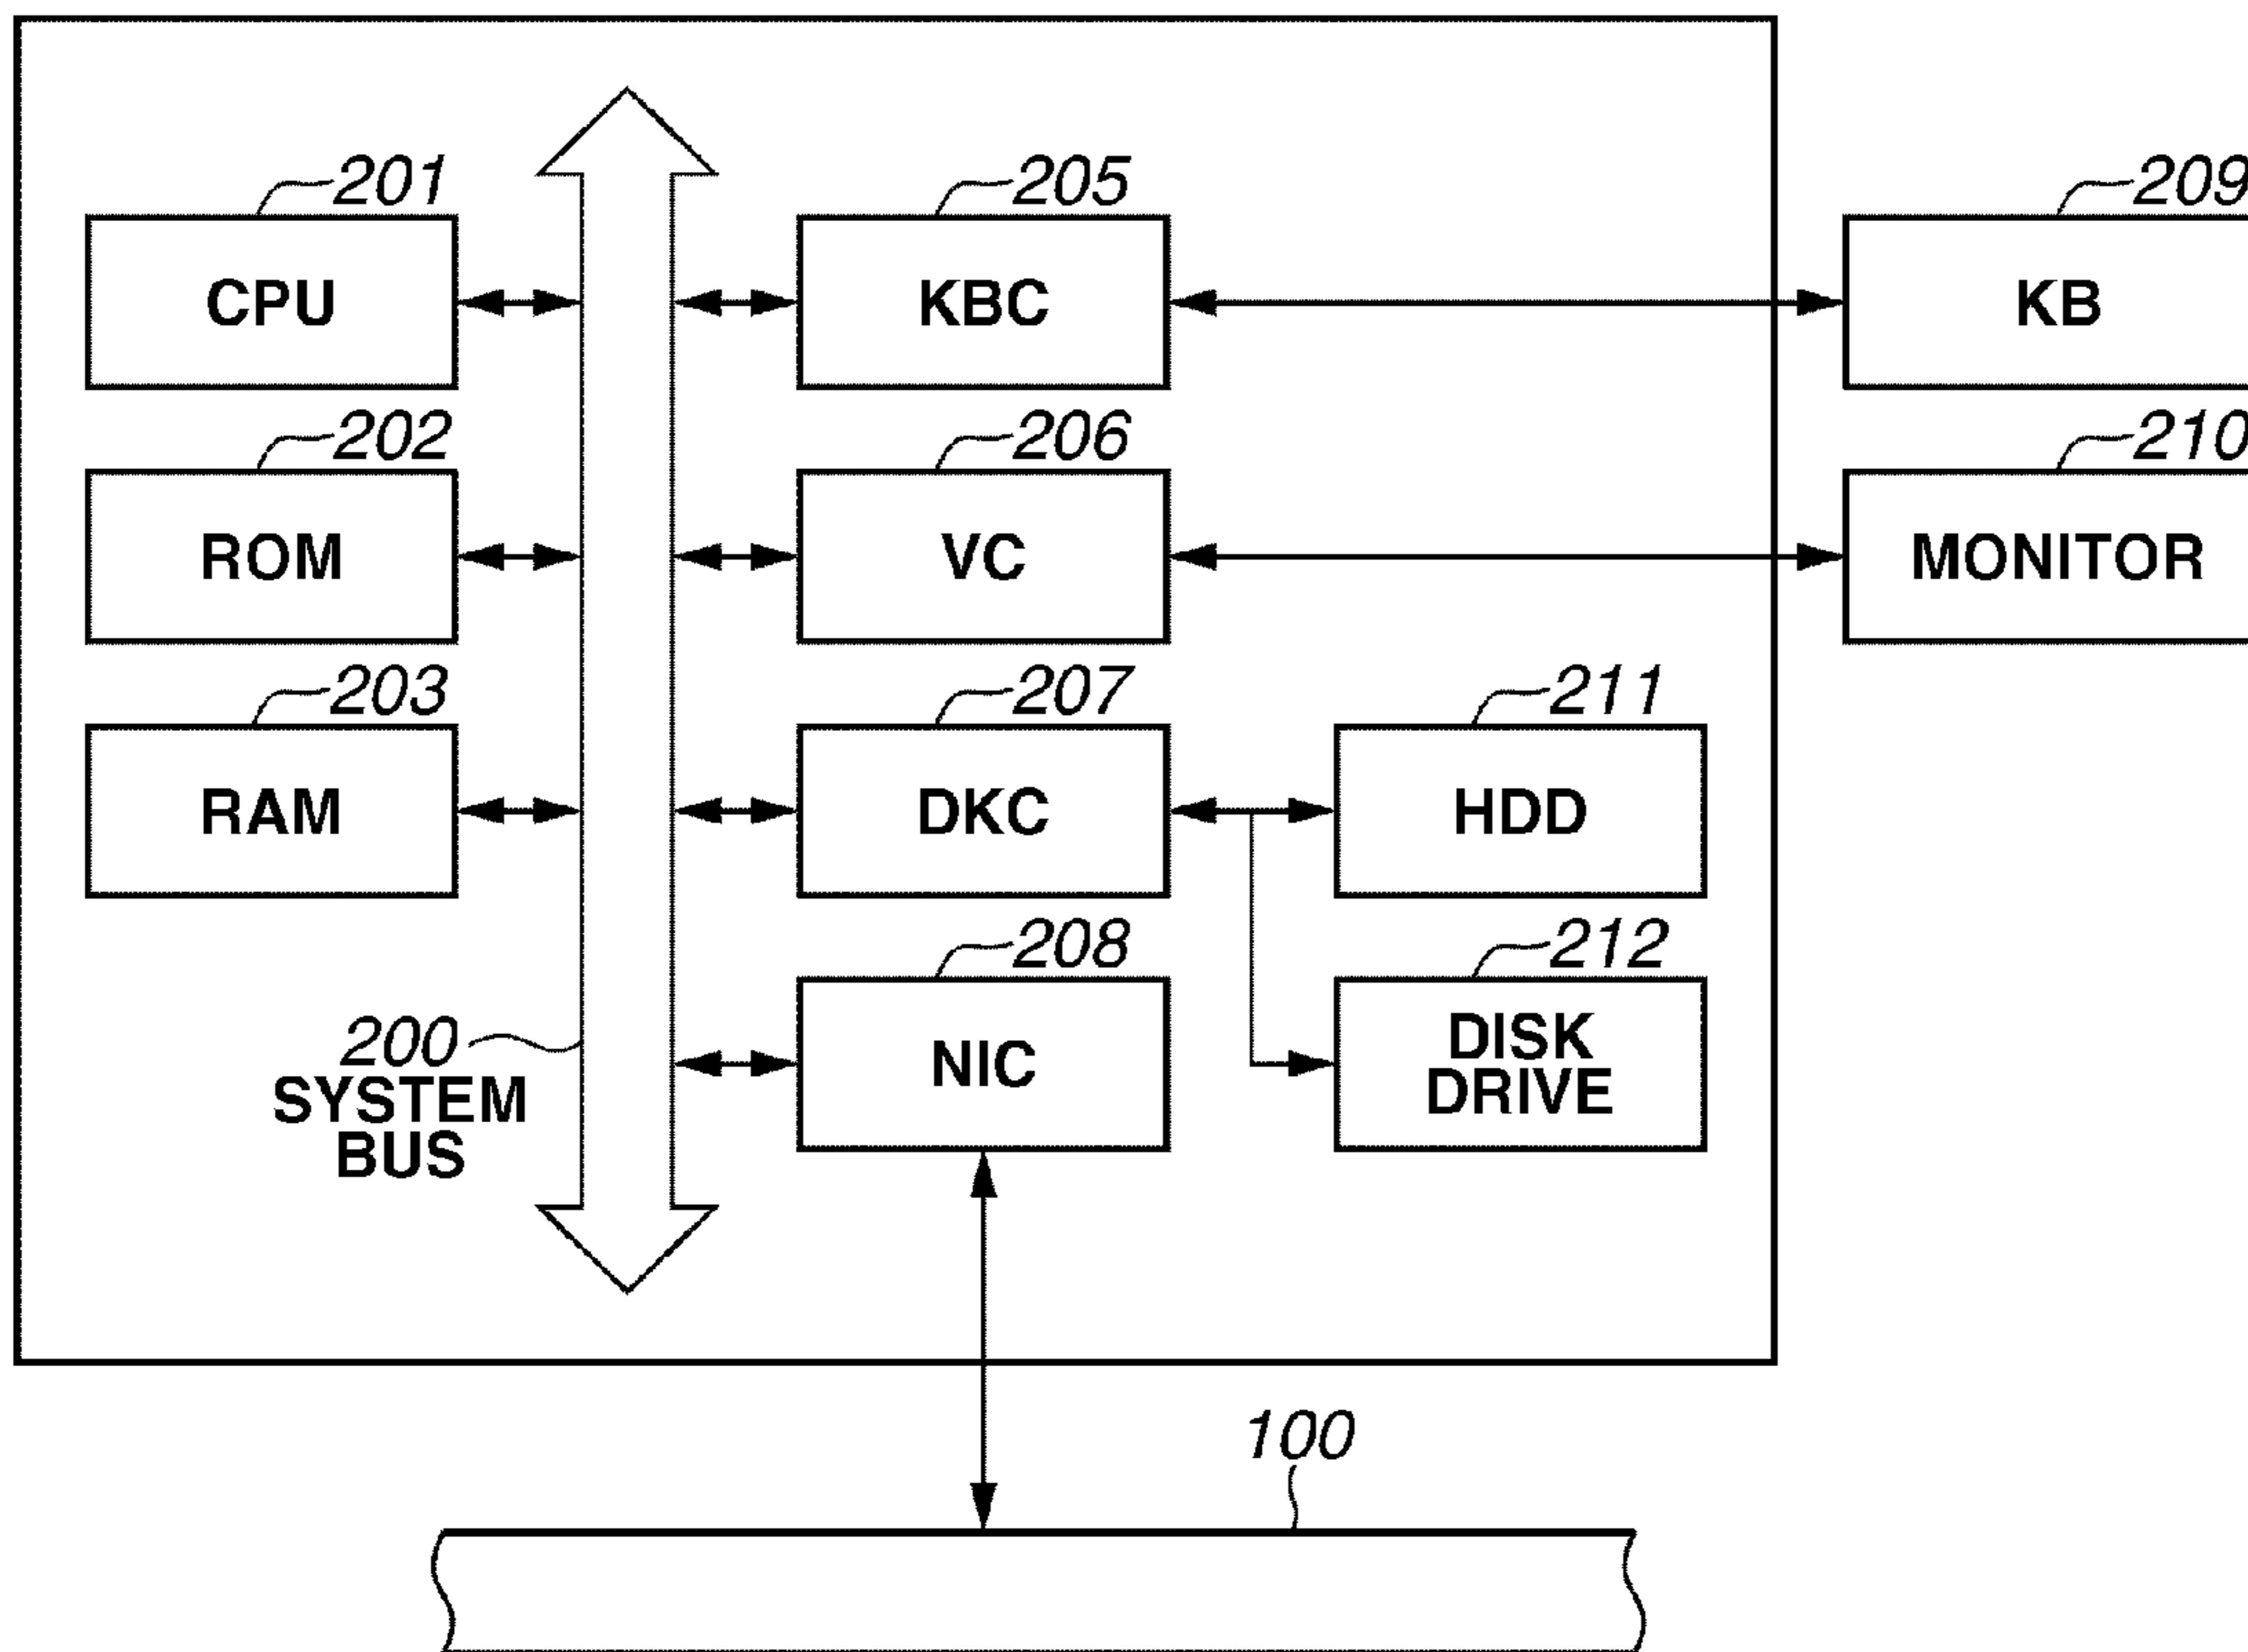 201
205
209
CPU
KBC
KB
202
206
210
ROM
VC
MONITOR
203
207
211
RAM
DKC
HDD
208
212
200
SYSTEM
BUS
NIC
DISK
DRIVE
100